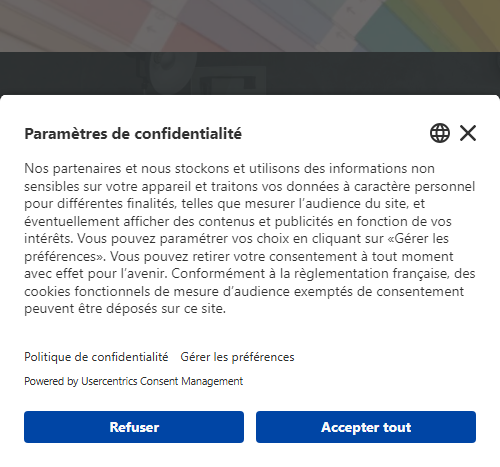 Paramètres de confidentialité
Nos partenaires et nous stockons et utilisons des informations non
sensibles sur votre appareil et traitons vos données à caractère personnel
pour différentes finalités, telles que mesurer l'audience du site, et
éventuellement afficher des contenus et publicités en fonction de vos
intérêts. Vous pouvez paramétrer vos choix en cliquant sur «Gérer les
préférences». Vous pouvez retirer votre consentement à tout moment
avec effet pour l'avenir. Conformément à la règlementation française, des
cookies fonctionnels de mesure d'audience exemptés de consentement
peuvent être déposés sur ce site.
Politique de confidentialité Gérer les préférences
Powered by Usercentrics Consent Management
Refuser Accepter tout